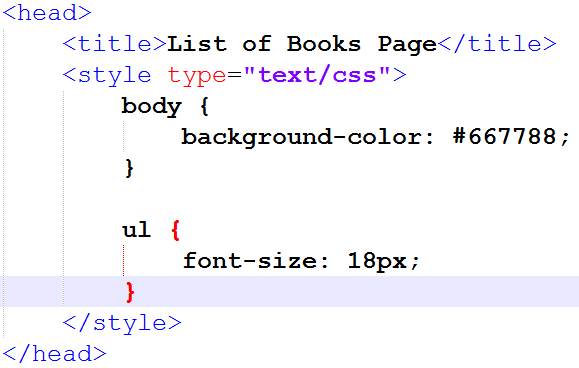 <head>
<title>List of Books Page</title>
<style type="text/css">
body {
background-color: #667788;
}
ul {
font-size: 18px;
}
</style>
</head>